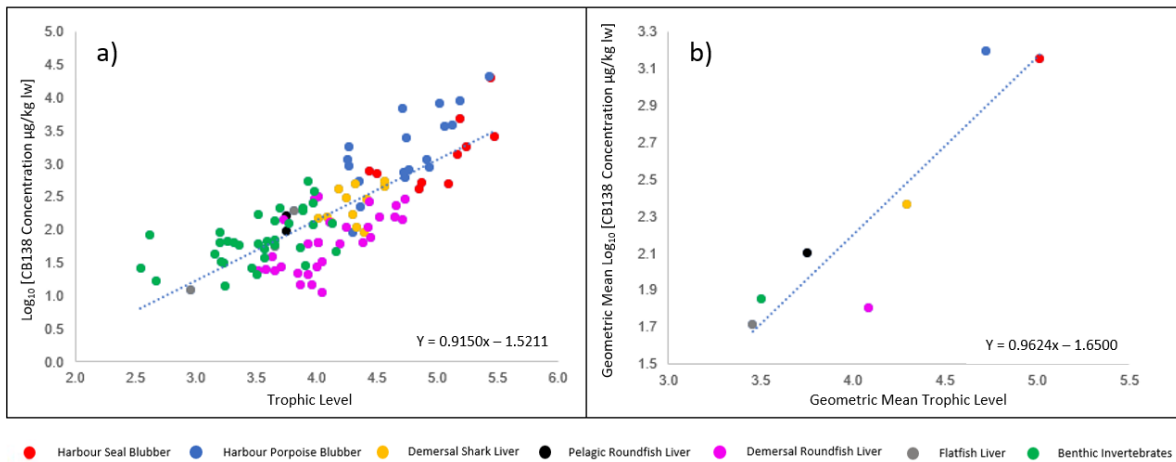 a)
Log10 [CB138 Concentration µg/kg lw]
5.0
4.5
4.0
3.5
3.0
2.5
2.0
1.5
1.0
0.5
0.0
2.0 2.5 3.0 3.5 4.0 4.5 5.0 5.5 6.0
Trophic Level
Y = 0.9150x – 1.5211
b)
Geometric Mean Log10 [CB138 Concentration µg/kg lw]
3.3
3.1
2.9
2.7
2.5
2.3
2.1
1.9
1.7
1.5
3.0 3.5 4.0 4.5 5.0 5.5
Geometric Mean Trophic Level
Y = 0.9624x – 1.6500
Harbour Seal Blubber Harbour Porpoise Blubber Demersal Shark Liver Pelagic Roundfish Liver Demersal Roundfish Liver Flatfish Liver Benthic Invertebrates